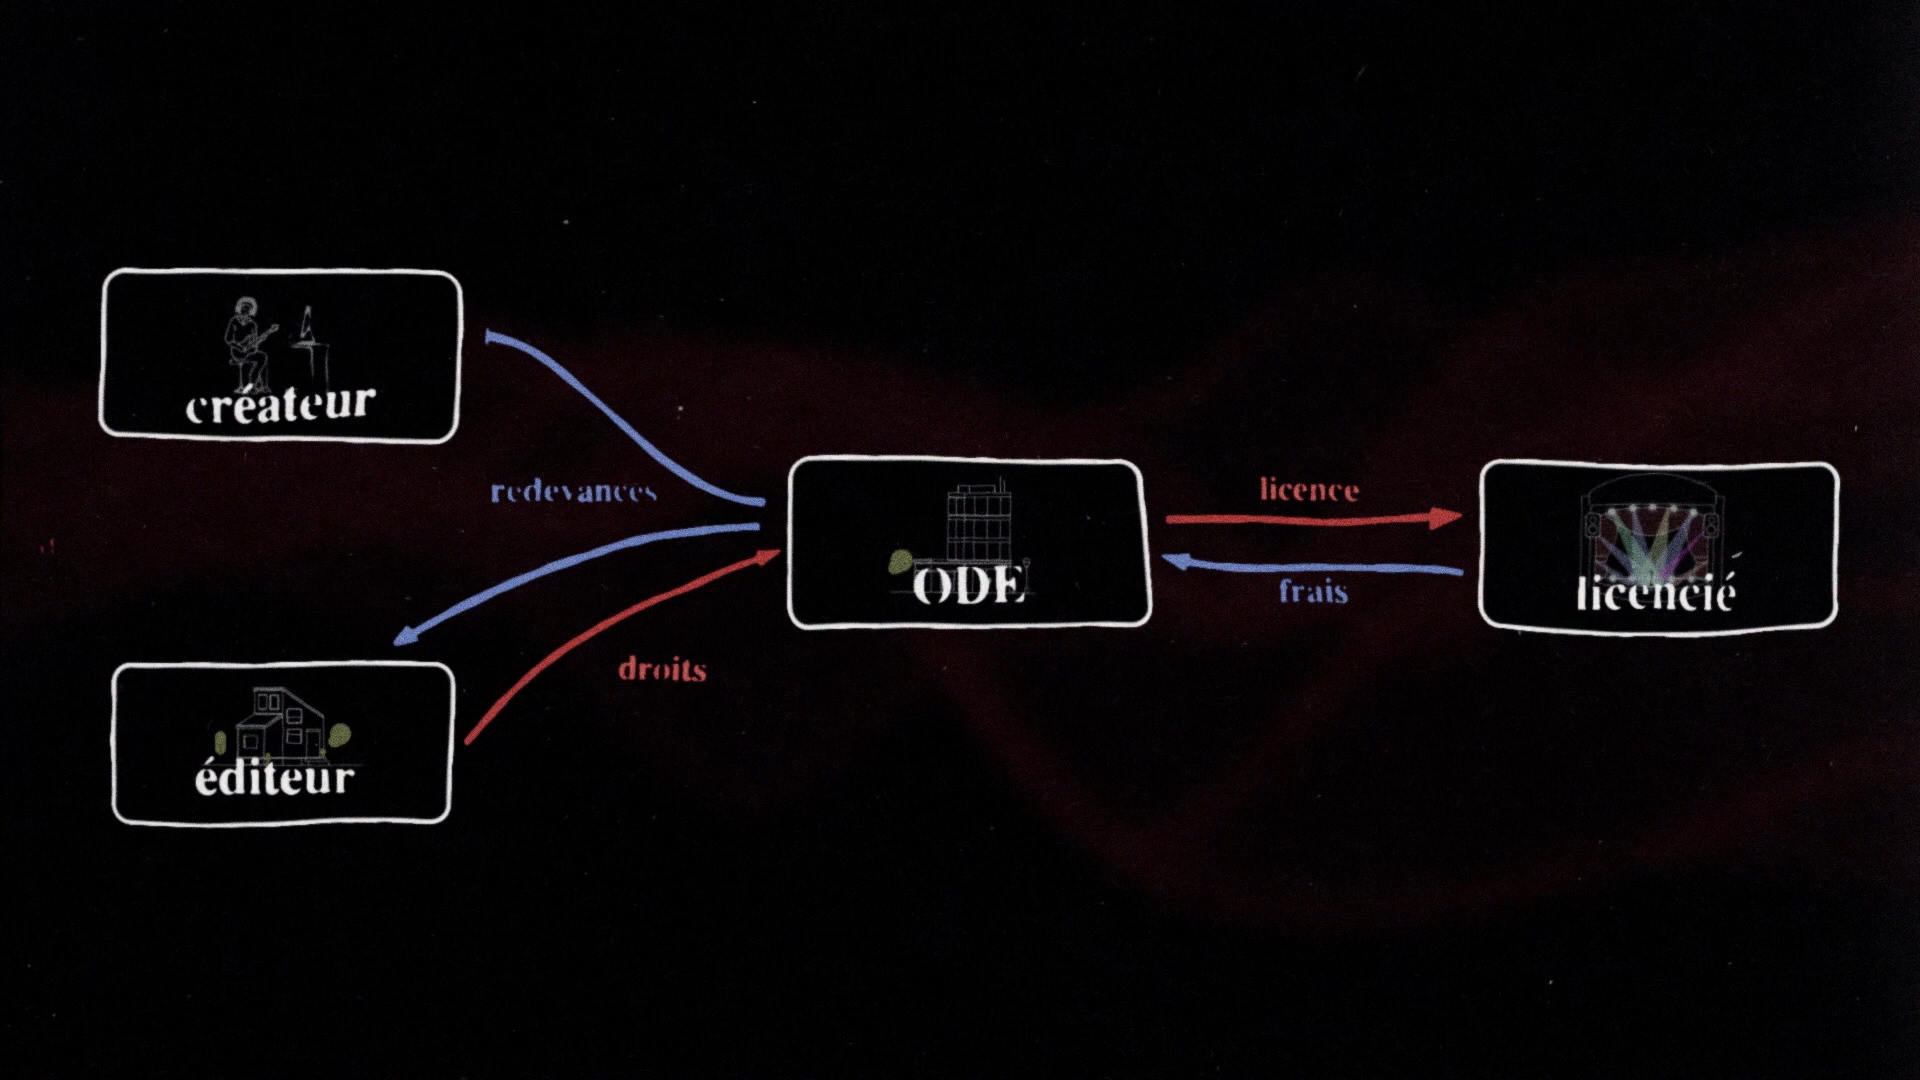 créateur
redevances
licence
ODE
frais
licencié
droits
éditeur